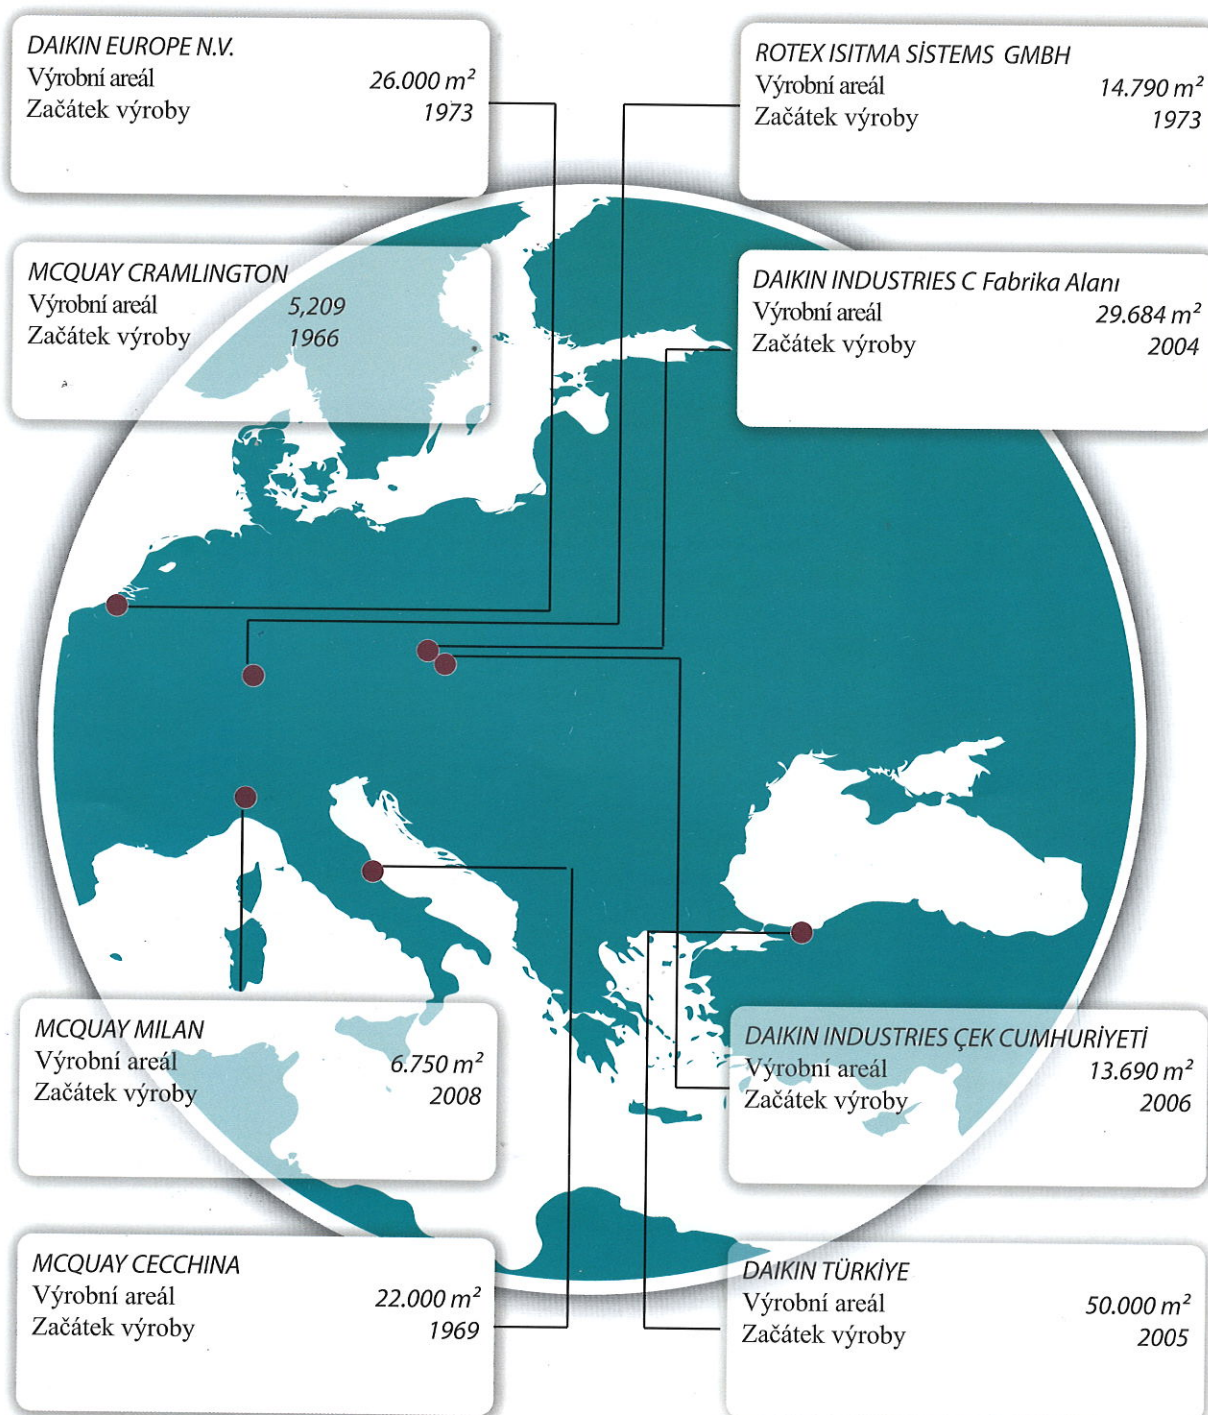 DAIKIN EUROPE N.V.
Výrobní areál 26.000 m²
Začátek výroby 1973
ROTEX ISITMA SİSTEMS GMBH
Výrobní areál 14.790 m²
Začátek výroby 1973
MCQUAY CRAMLINGTON
Výrobní areál 5,209
Začátek výroby 1966
DAIKIN INDUSTRIES C Fabrika Alanı
Výrobní areál 29.684 m²
Začátek výroby 2004
MCQUAY MILAN
Výrobní areál 6.750 m²
Začátek výroby 2008
DAIKIN INDUSTRIES ÇEK CUMHURİYETİ
Výrobní areál 13.690 m²
Začátek výroby 2006
MCQUAY CECCHINA
Výrobní areál 22.000 m²
Začátek výroby 1969
DAIKIN TÜRKİYE
Výrobní areál 50.000 m²
Začátek výroby 2005